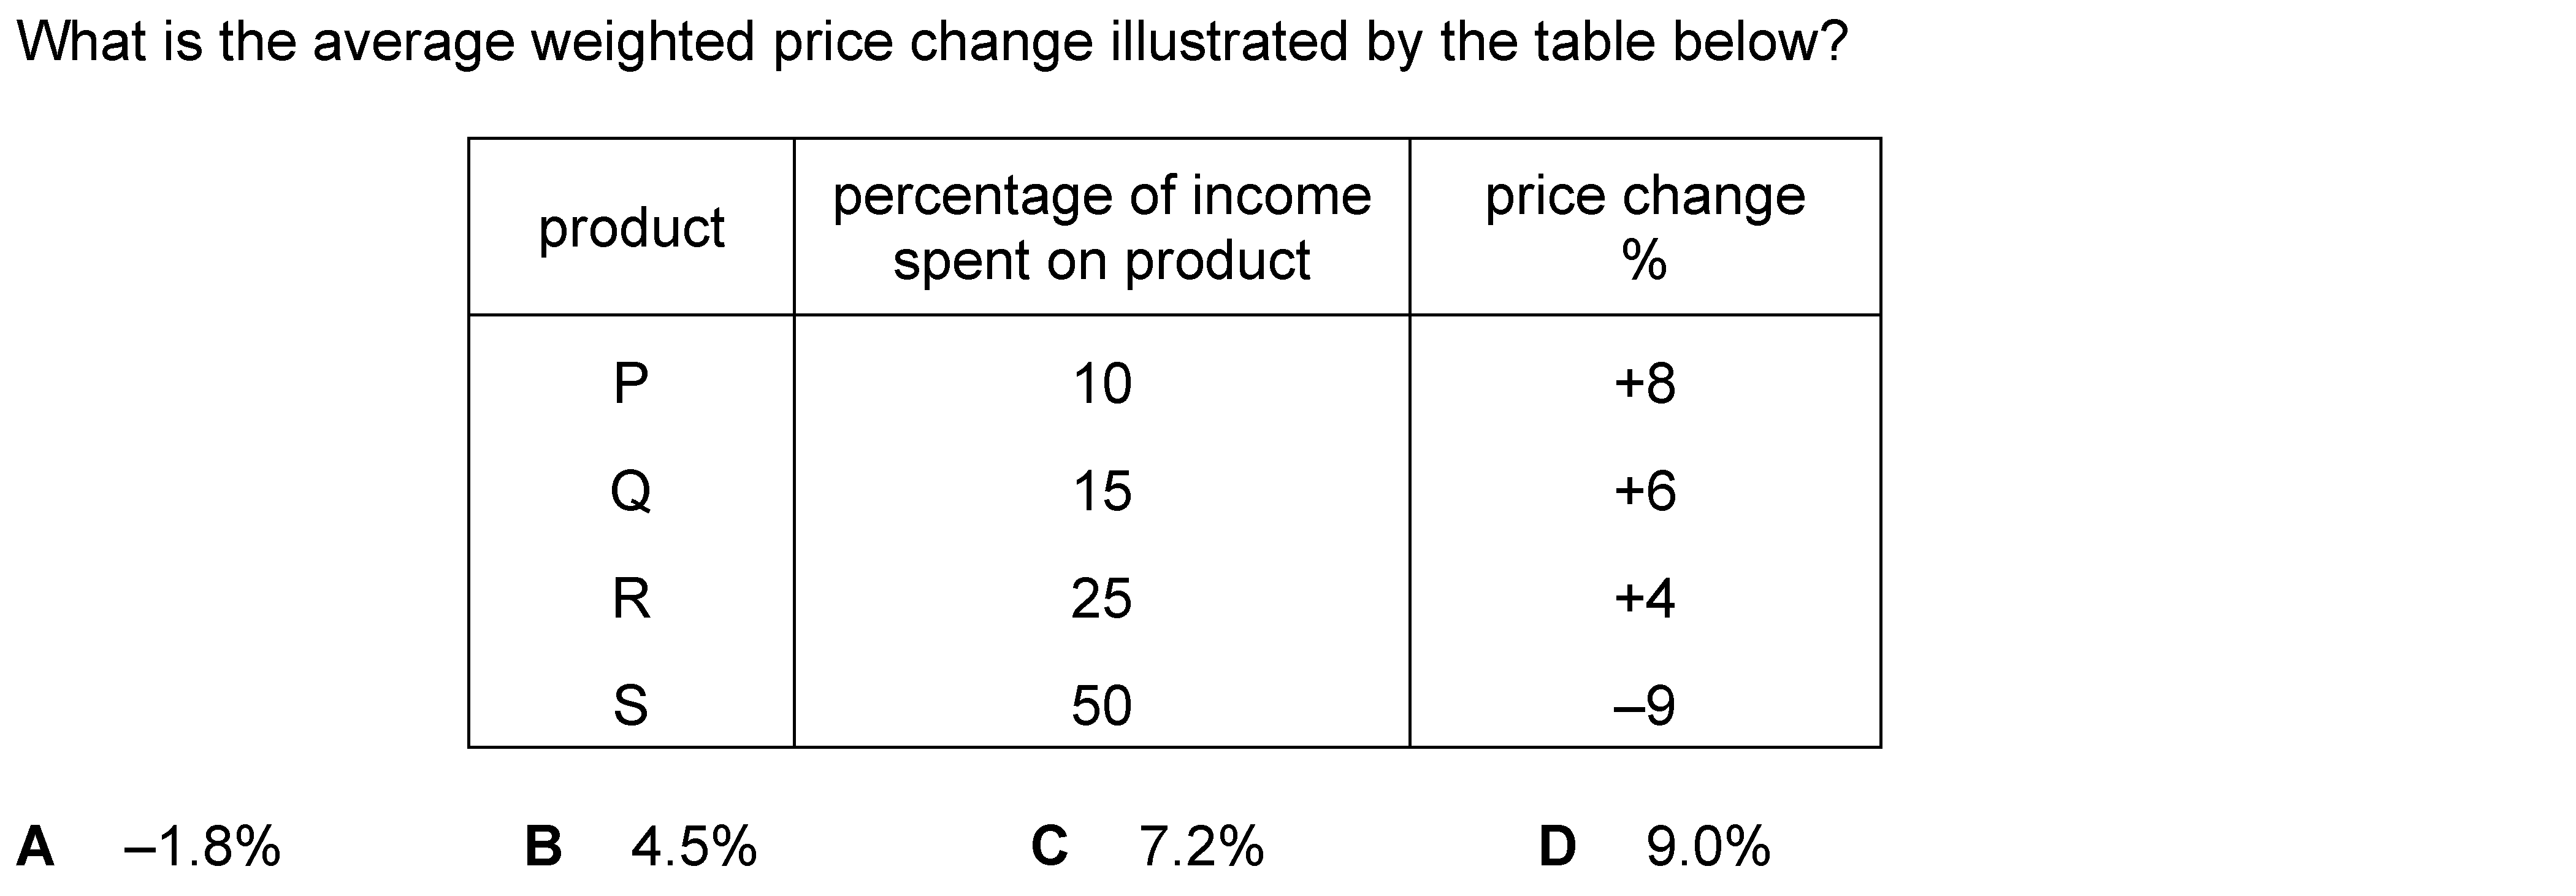 What is the average weighted price change illustrated by the table below?
product
percentage of income
spent on product
price change
%
P 10 +8
Q 15 +6
R 25 +4
S 50 –9
A –1.8% B 4.5% C 7.2% D 9.0%